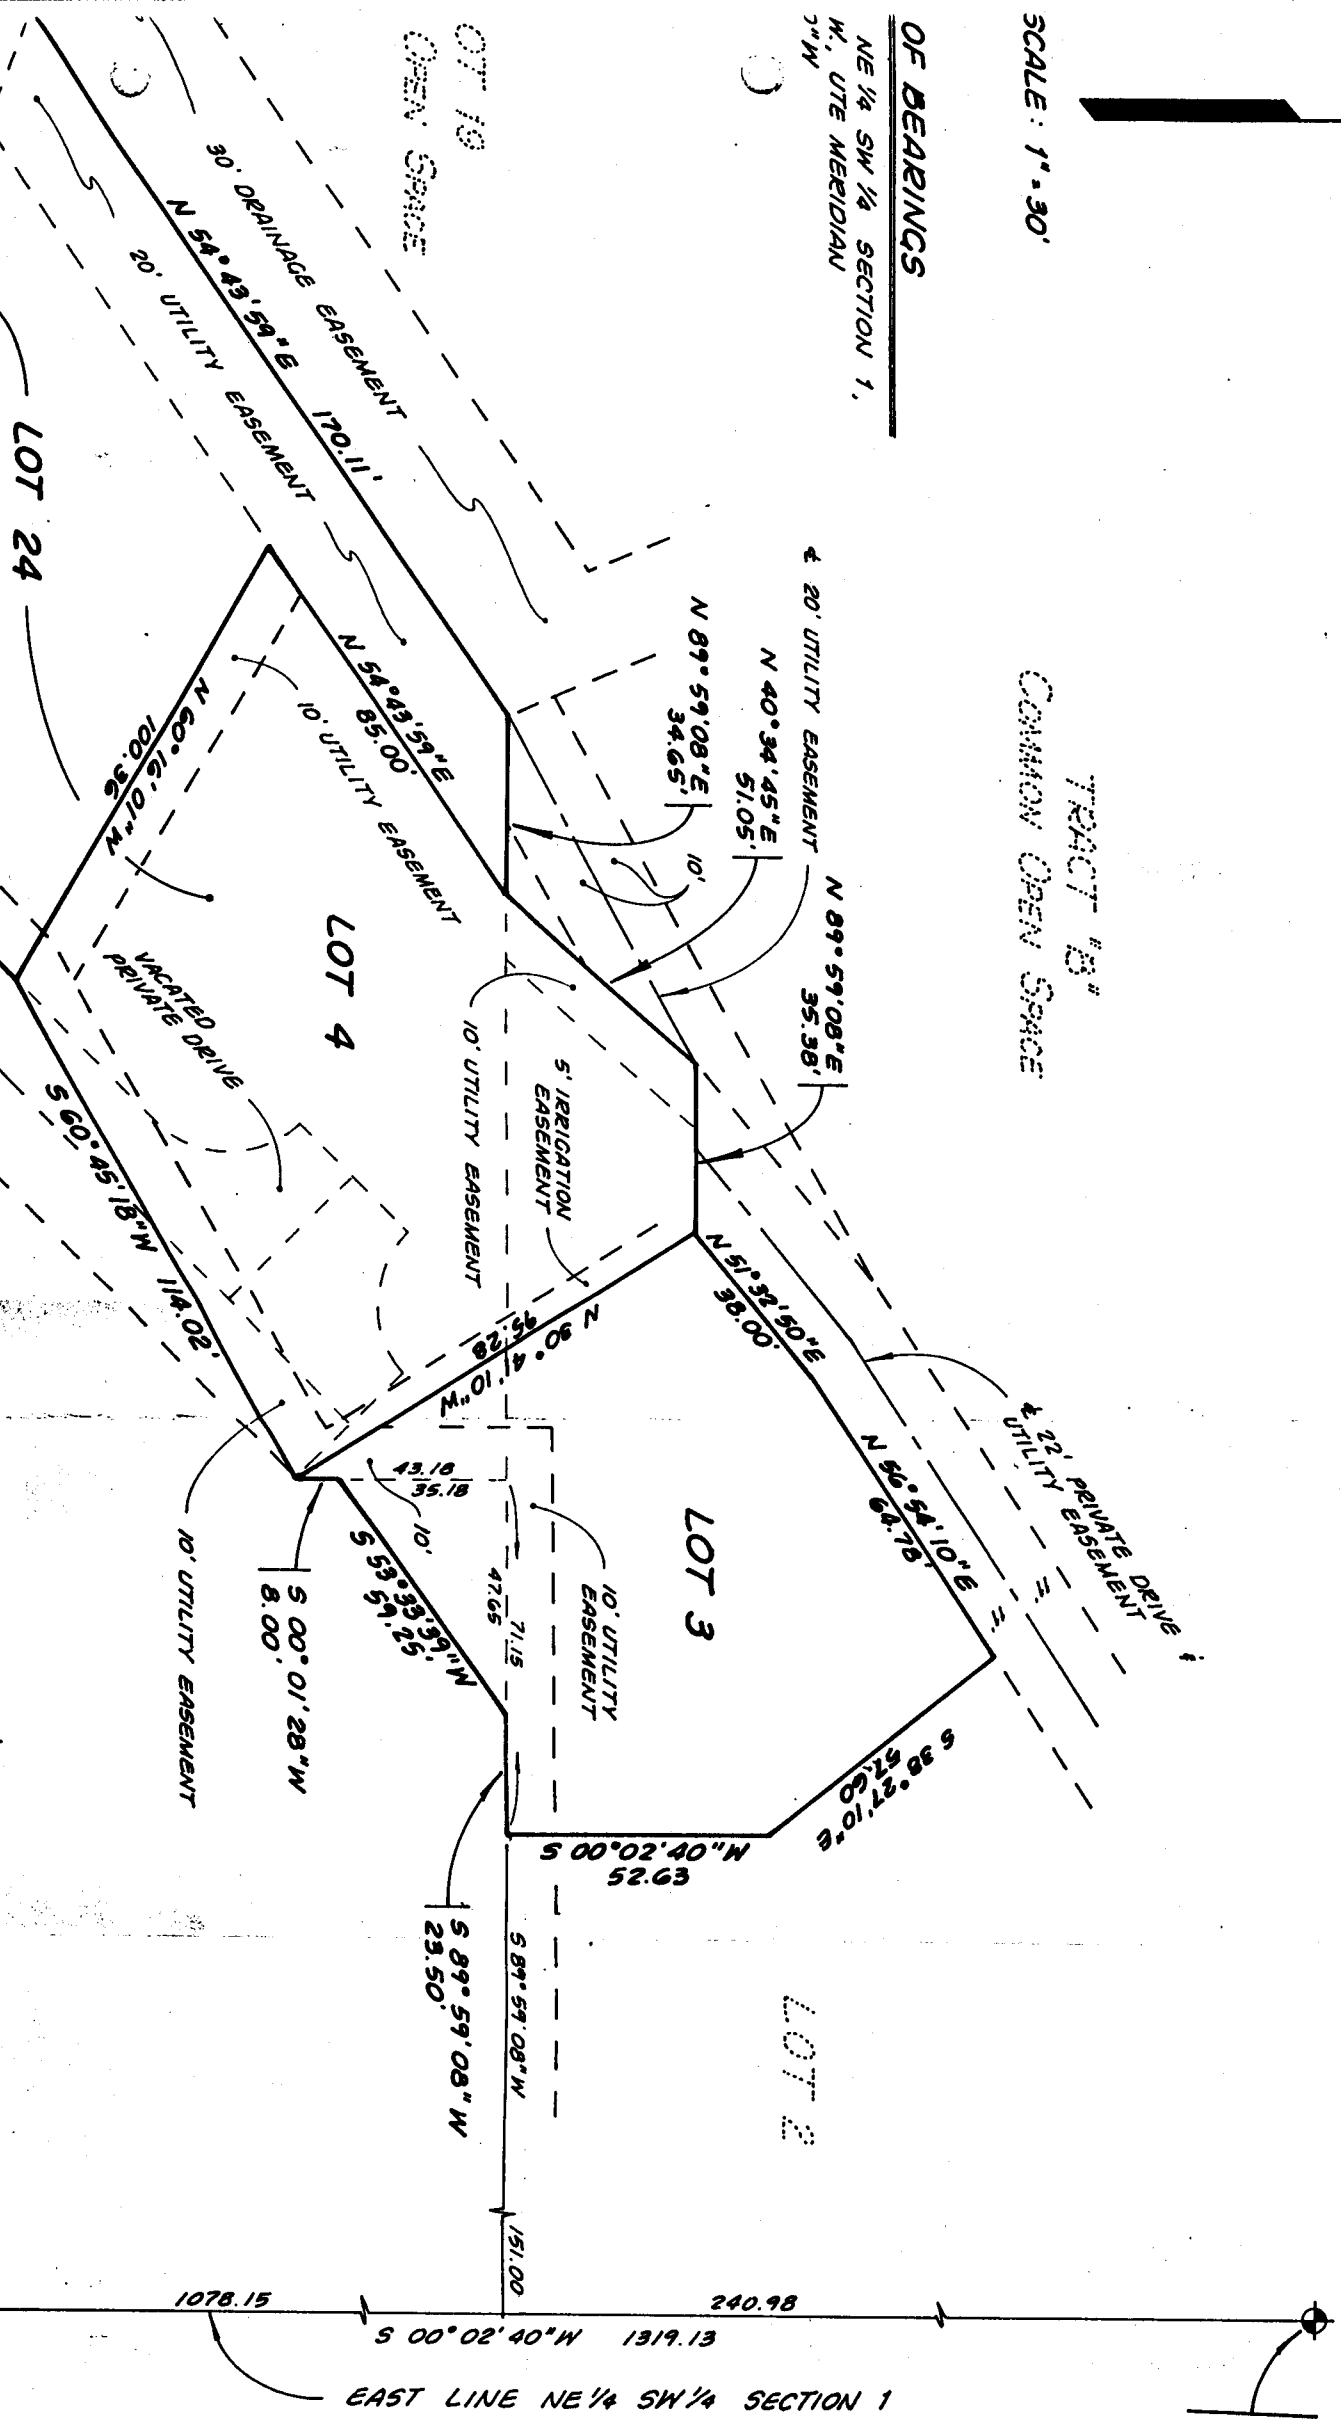 SCALE: 1" = 30'
OF BEARINGS
NE 1/4 SW 1/4 SECTION 1,
W., UTE MERIDIAN
"W
TRACT "B"
COMMON OPEN SPACE
OT 19
OPEN SPACE
30' DRAINAGE EASEMENT
N 54° 43' 59" E 170.11'
20' UTILITY EASEMENT
LOT 24
℄ 20' UTILITY EASEMENT
N 40° 34' 45" E
51.05'
N 89° 59' 08" E
34.65'
N 89° 59' 08" E
35.38'
10'
N 54° 43' 59" E
85.00'
10' UTILITY EASEMENT
N 60° 16' 01" W
100.36
LOT 4
VACATED
PRIVATE DRIVE
10' UTILITY EASEMENT
5' IRRIGATION
EASEMENT
S 60° 45' 18" W 114.02'
N 30° 41' 10" W
95.28
N 51° 32' 50" E
38.00'
N 56° 54' 10" E
64.78'
℄ 22' PRIVATE DRIVE &
UTILITY EASEMENT
11'
11'
LOT 3
S 38° 27' 10" E
57.60
S 00° 02' 40" W
52.63
10' UTILITY
EASEMENT
43.18
35.18
71.15
47.65
10'
S 53° 33' 39" W
59.25'
S 00° 01' 28" W
8.00'
10' UTILITY EASEMENT
S 89° 59' 08" W
23.50'
S 89° 59' 08" W
151.00
LOT 2
1078.15
240.98
S 00° 02' 40" W 1319.13
EAST LINE NE 1/4 SW 1/4 SECTION 1